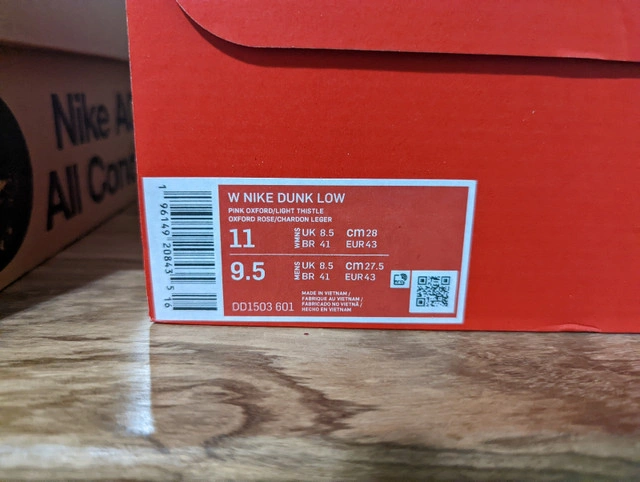 Nike A
All Con
W NIKE DUNK LOW
PINK OXFORD/LIGHT THISTLE
OXFORD ROSE/CHARDON LEGER
11 WMNS UK 8.5 cm 28
BR 41 EUR 43
9.5 MENS UK 8.5 cm 27.5
BR 41 EUR 43
DD1503 601
MADE IN VIETNAM /
FABRIQUE AU VIETNAM /
FABRICADO NO VIETNÃ /
HECHO EN VIETNAM
1 96149 20843 5 16